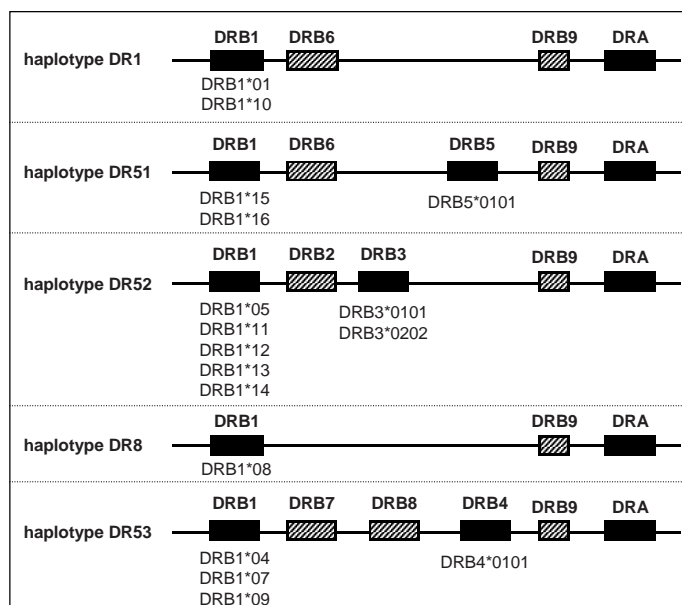 DRB1 DRB6 DRB9 DRA
haplotype DR1
DRB1*01
DRB1*10
DRB1 DRB6 DRB5 DRB9 DRA
haplotype DR51
DRB1*15 DRB5*0101
DRB1*16
DRB1 DRB2 DRB3 DRB9 DRA
haplotype DR52
DRB1*05 DRB3*0101
DRB1*11 DRB3*0202
DRB1*12
DRB1*13
DRB1*14
DRB1 DRB9 DRA
haplotype DR8
DRB1*08
DRB1 DRB7 DRB8 DRB4 DRB9 DRA
haplotype DR53
DRB1*04 DRB4*0101
DRB1*07
DRB1*09